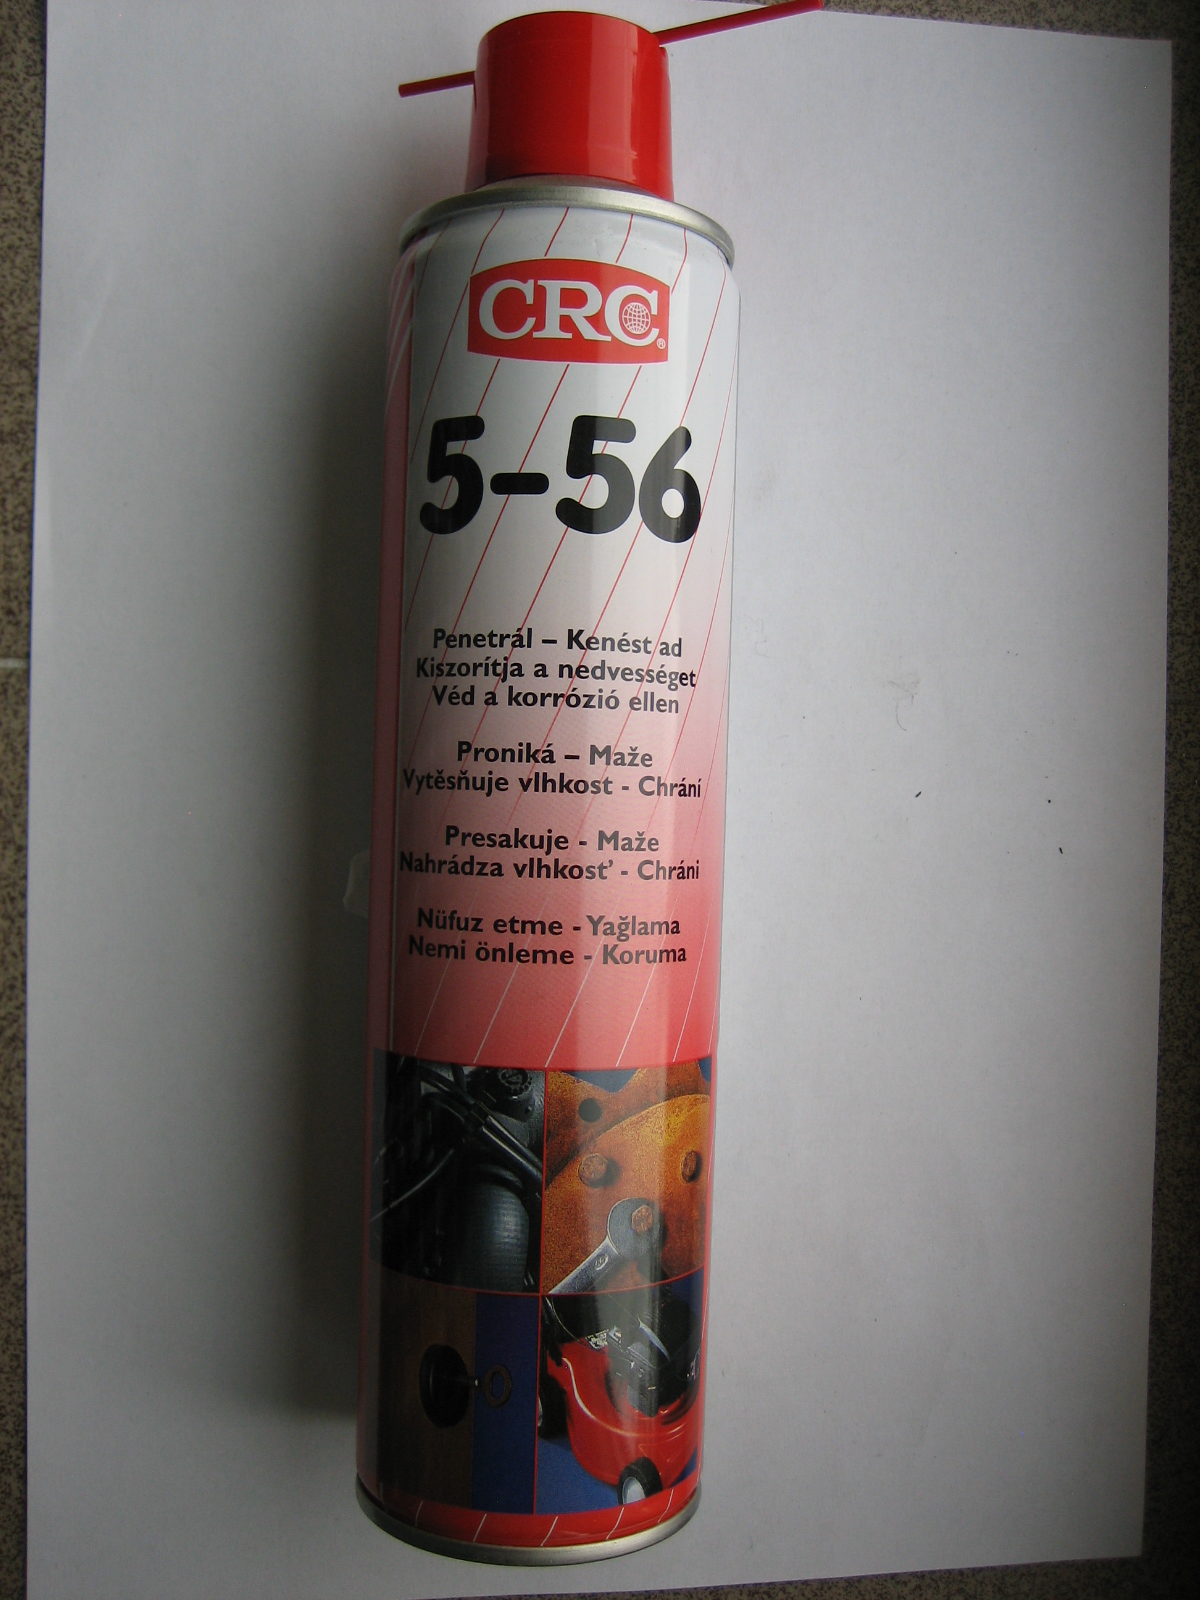 CRC®
5-56
Penetrál – Kenést ad
Kiszorítja a nedvességet
Véd a korrózió ellen
Proniká – Maže
Vytěsňuje vlhkost - Chrání
Presakuje - Maže
Nahrádza vlhkosť - Chráni
Nüfuz etme - Yağlama
Nemi önleme - Koruma